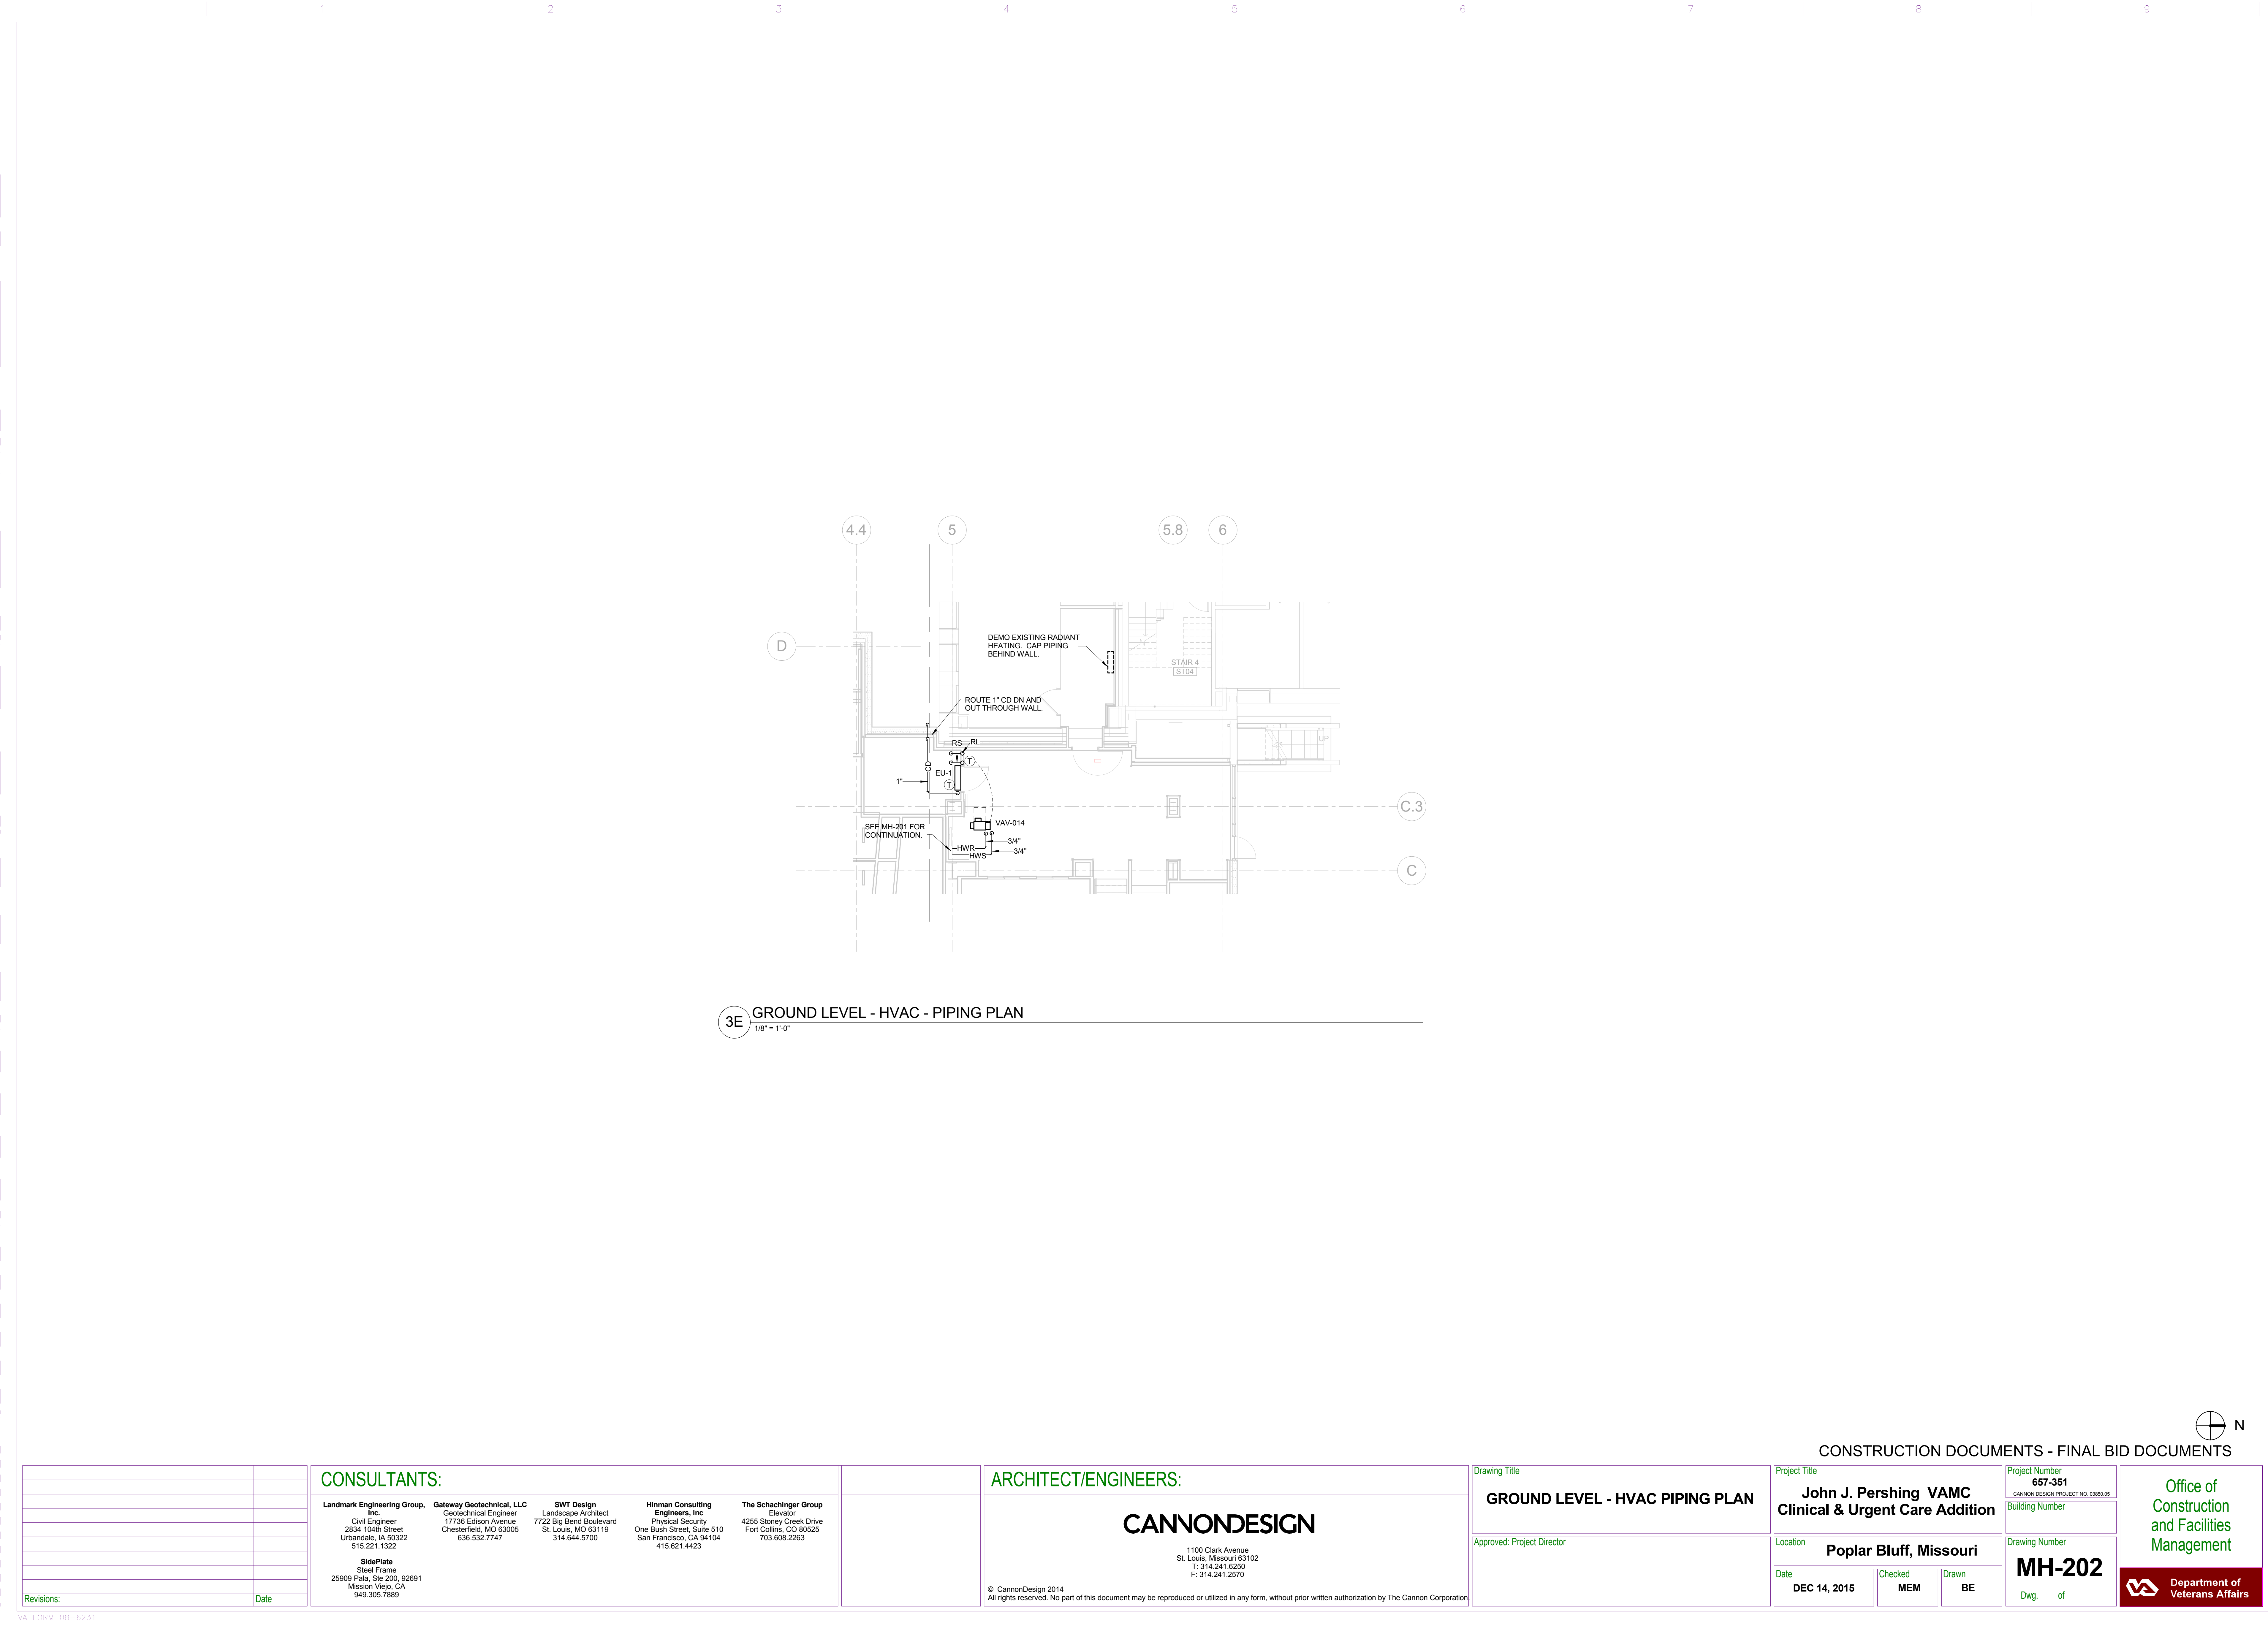 1 2 3 4 5 6 7 8 9
4.4 5 5.8 6
D
DEMO EXISTING RADIANT
HEATING. CAP PIPING
BEHIND WALL.
STAIR 4
ST04
ROUTE 1" CD DN AND
OUT THROUGH WALL.
UP
RS RL
T
CD
EU-1
1"
T
C.3
SEE MH-201 FOR
CONTINUATION.
VAV-014
3/4"
HWR
3/4"
HWS
C
3E
GROUND LEVEL - HVAC - PIPING PLAN
1/8" = 1'-0"
N
CONSTRUCTION DOCUMENTS - FINAL BID DOCUMENTS
Revisions:
Date
CONSULTANTS:
Landmark Engineering Group,
Inc.
Civil Engineer
2834 104th Street
Urbandale, IA 50322
515.221.1322
Gateway Geotechnical, LLC
Geotechnical Engineer
17736 Edison Avenue
Chesterfield, MO 63005
636.532.7747
SWT Design
Landscape Architect
7722 Big Bend Boulevard
St. Louis, MO 63119
314.644.5700
Hinman Consulting
Engineers, Inc
Physical Security
One Bush Street, Suite 510
San Francisco, CA 94104
415.621.4423
The Schachinger Group
Elevator
4255 Stoney Creek Drive
Fort Collins, CO 80525
703.608.2263
SidePlate
Steel Frame
25909 Pala, Ste 200, 92691
Mission Viejo, CA
949.305.7889
ARCHITECT/ENGINEERS:
CANNONDESIGN
1100 Clark Avenue
St. Louis, Missouri 63102
T: 314.241.6250
F: 314.241.2570
© CannonDesign 2014
All rights reserved. No part of this document may be reproduced or utilized in any form, without prior written authorization by The Cannon Corporation.
Drawing Title
GROUND LEVEL - HVAC PIPING PLAN
Approved: Project Director
Project Title
John J. Pershing VAMC
Clinical & Urgent Care Addition
Location
Poplar Bluff, Missouri
Date
DEC 14, 2015
Checked
MEM
Drawn
BE
Project Number
657-351
CANNON DESIGN PROJECT NO. 03850.05
Building Number
Drawing Number
MH-202
Dwg. of
Office of
Construction
and Facilities
Management
VA
Department of
Veterans Affairs
VA FORM 08-6231